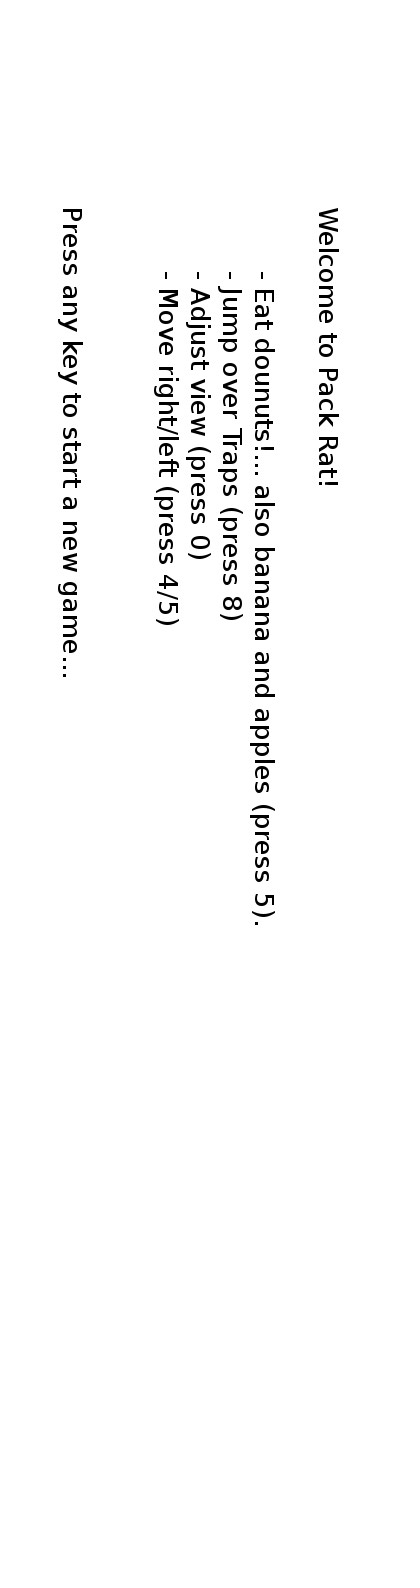 Welcome to Pack Rat!
- Eat dounuts!... also banana and apples (press 5).
- Jump over Traps (press 8)
- Adjust view (press 0)
- Move right/left (press 4/5)
Press any key to start a new game...